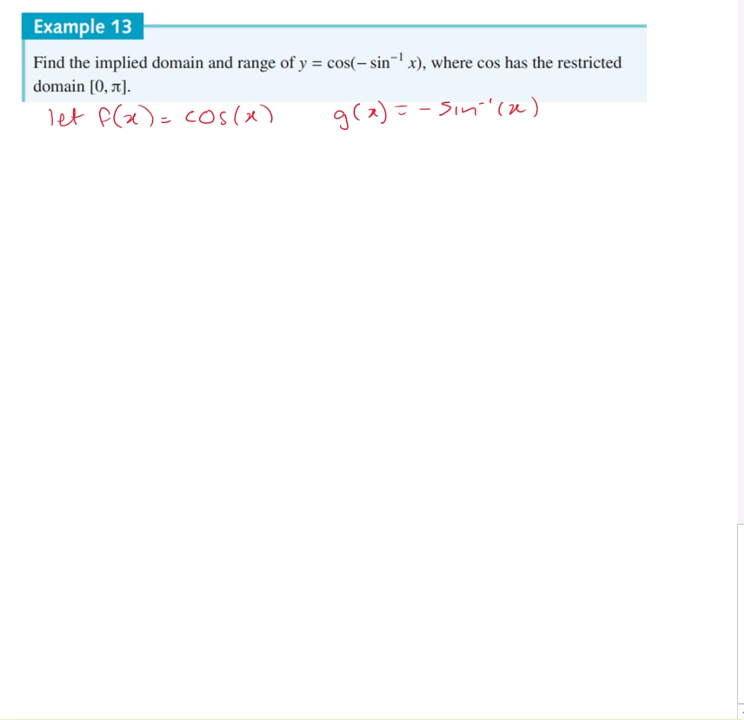 Example 13
Find the implied domain and range of y = cos(− sin⁻¹ x), where cos has the restricted
domain [0, π].
let f(x) = cos(x) g(x) = − sin⁻¹(x)